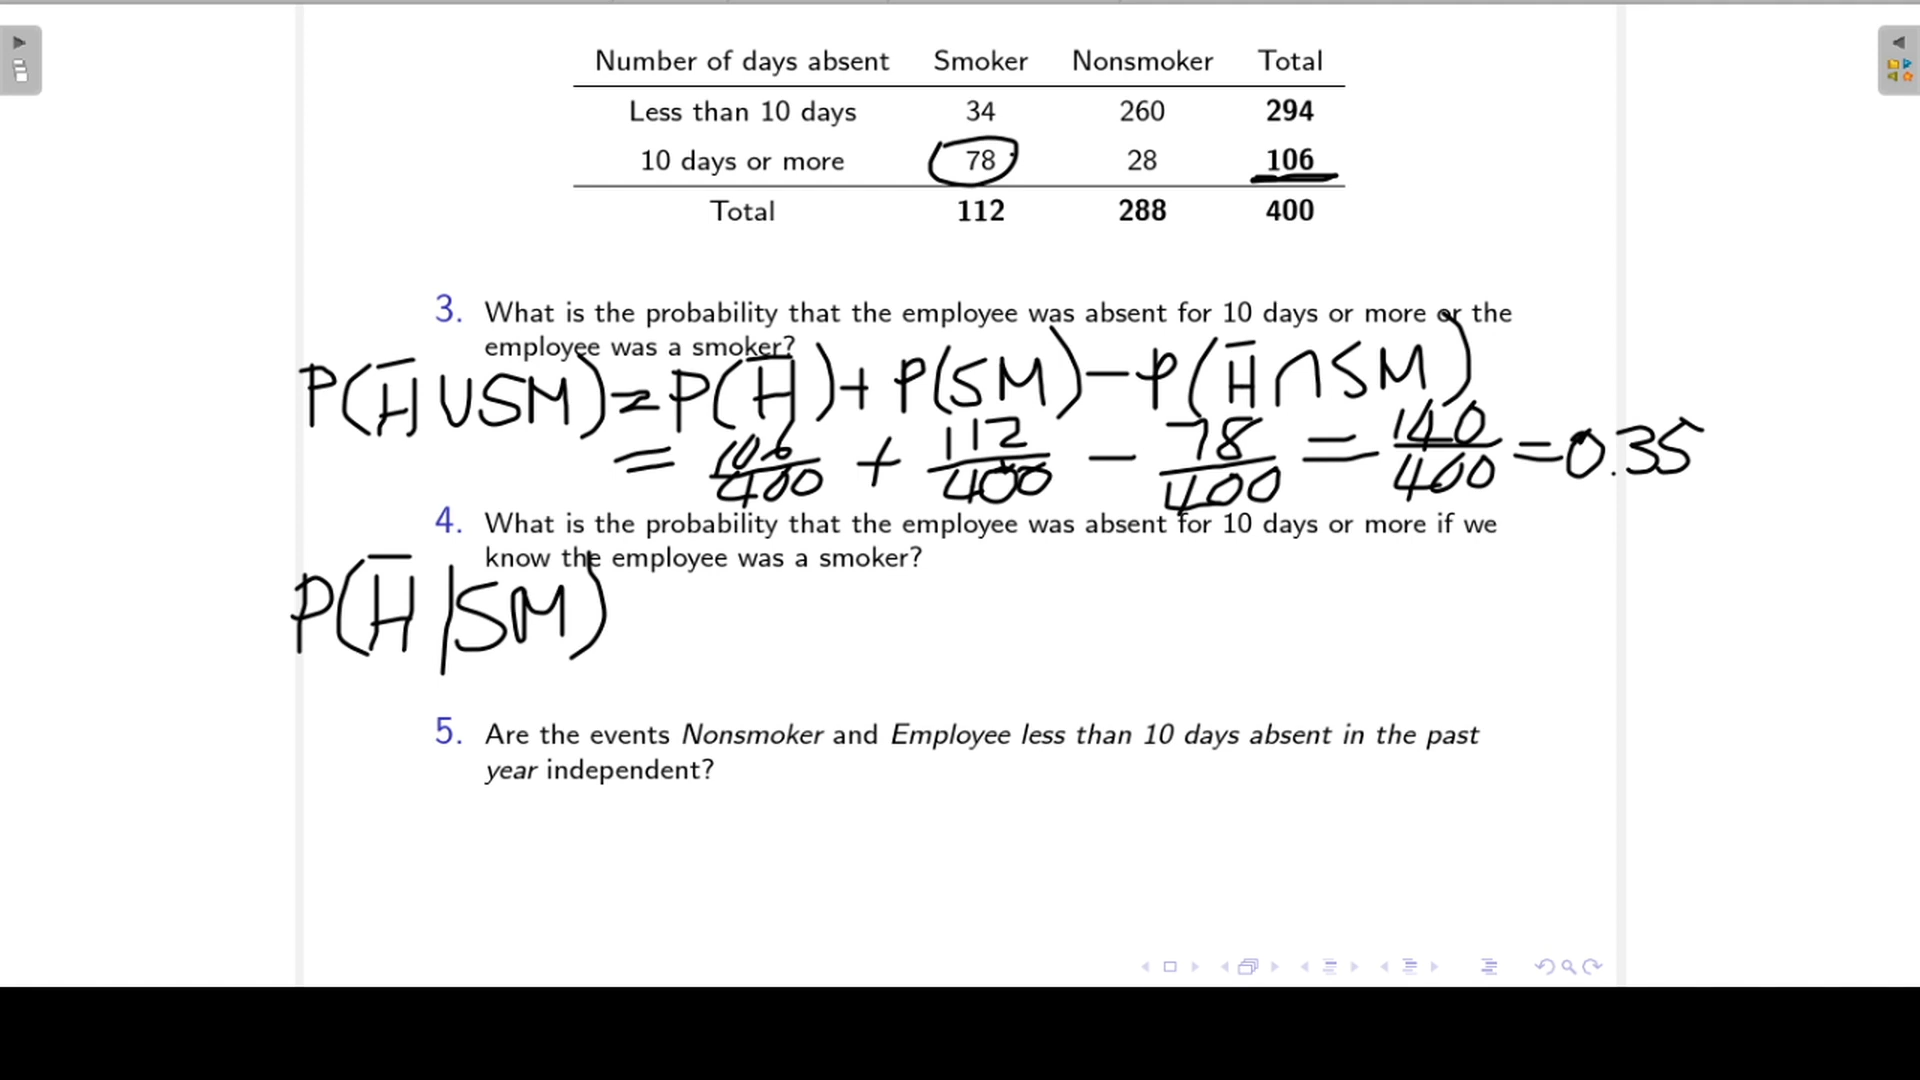 Number of days absent Smoker Nonsmoker Total
Less than 10 days 34 260 294
10 days or more 78 28 106
Total 112 288 400
3. What is the probability that the employee was absent for 10 days or more or the
employee was a smoker?
P(H̅ ∪ SM) = P(H̅) + P(SM) − P(H̅ ∩ SM)
= 106/400 + 112/400 − 78/400 = 140/400 = 0.35
4. What is the probability that the employee was absent for 10 days or more if we
know the employee was a smoker?
P(H̅ | SM)
5. Are the events Nonsmoker and Employee less than 10 days absent in the past
year independent?